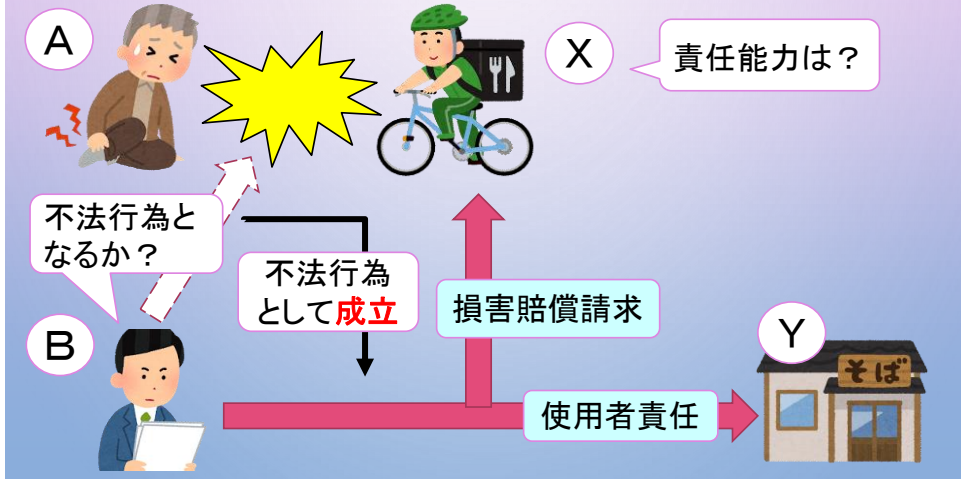 A
X
責任能力は？
不法行為と
なるか？
不法行為
として成立
損害賠償請求
B
Y
そば
使用者責任